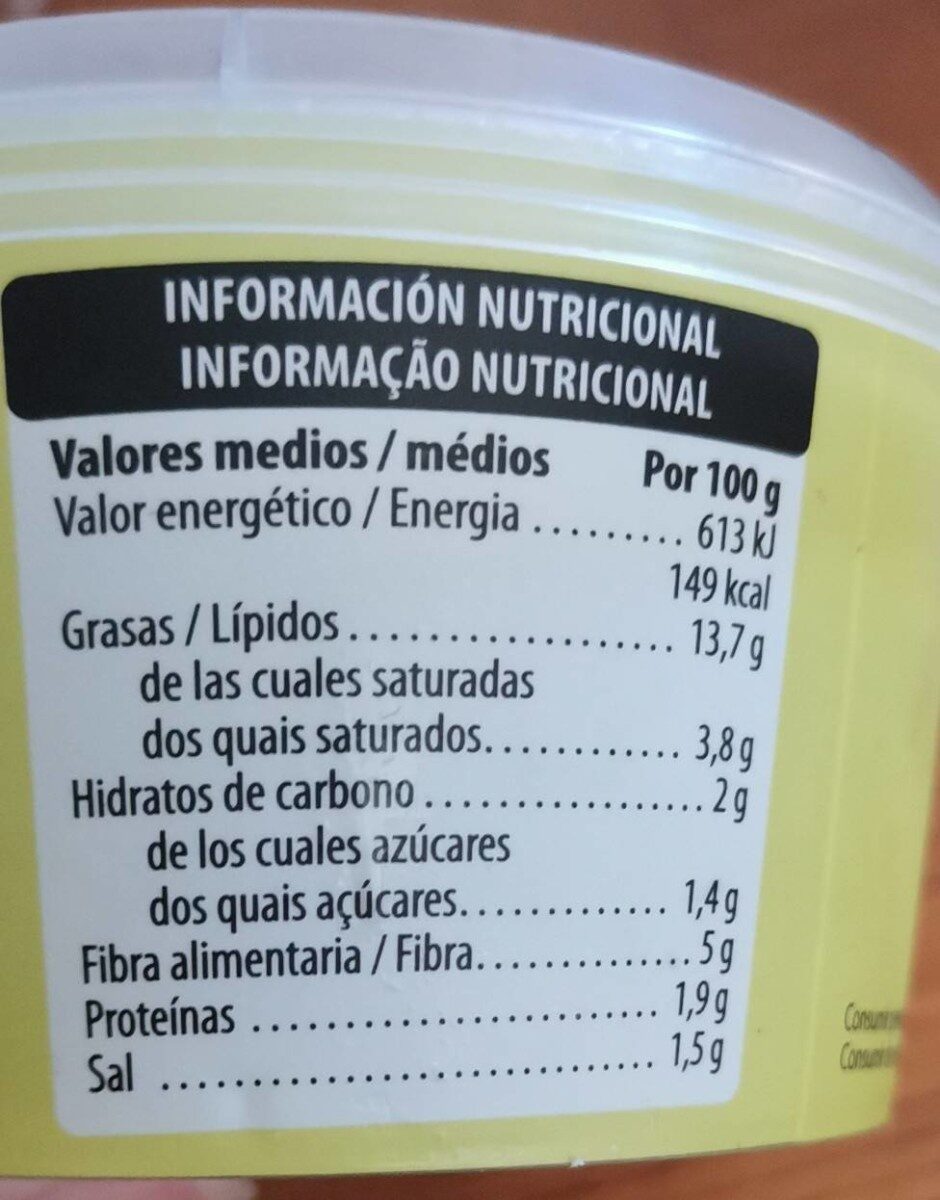 INFORMACIÓN NUTRICIONAL
INFORMAÇÃO NUTRICIONAL
Valores medios / médios Por 100 g
Valor energético / Energia ......... 613 kJ
149 kcal
Grasas / Lípidos................... 13,7 g
de las cuales saturadas
dos quais saturados............. 3,8 g
Hidratos de carbono.................2 g
de los cuales azúcares
dos quais açúcares.............. 1,4 g
Fibra alimentaria / Fibra...............5 g
Proteínas ........................ 1,9 g
Sal ............................. 1,5 g